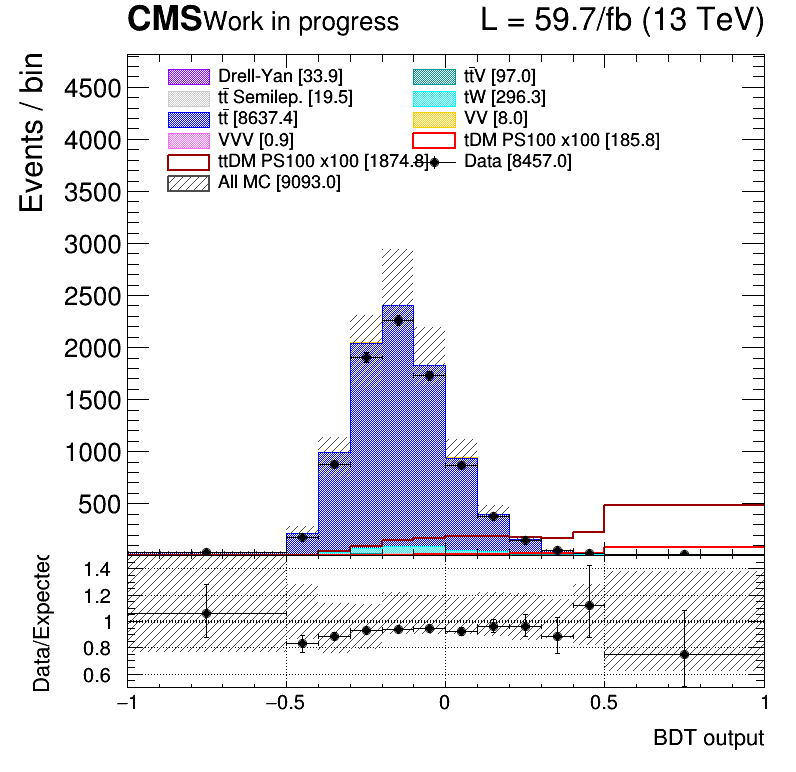 CMS Work in progress L = 59.7/fb (13 TeV)
Events / bin
Drell-Yan [33.9] tt̄V [97.0]
tt̄ Semilep. [19.5] tW [296.3]
tt̄ [8637.4] VV [8.0]
VVV [0.9] tDM PS100 x100 [185.8]
ttDM PS100 x100 [1874.8] Data [8457.0]
All MC [9093.0]
4500
4000
3500
3000
2500
2000
1500
1000
500
Data/Expected
1.4
1.2
1
0.8
0.6
−1 −0.5 0 0.5 1
BDT output